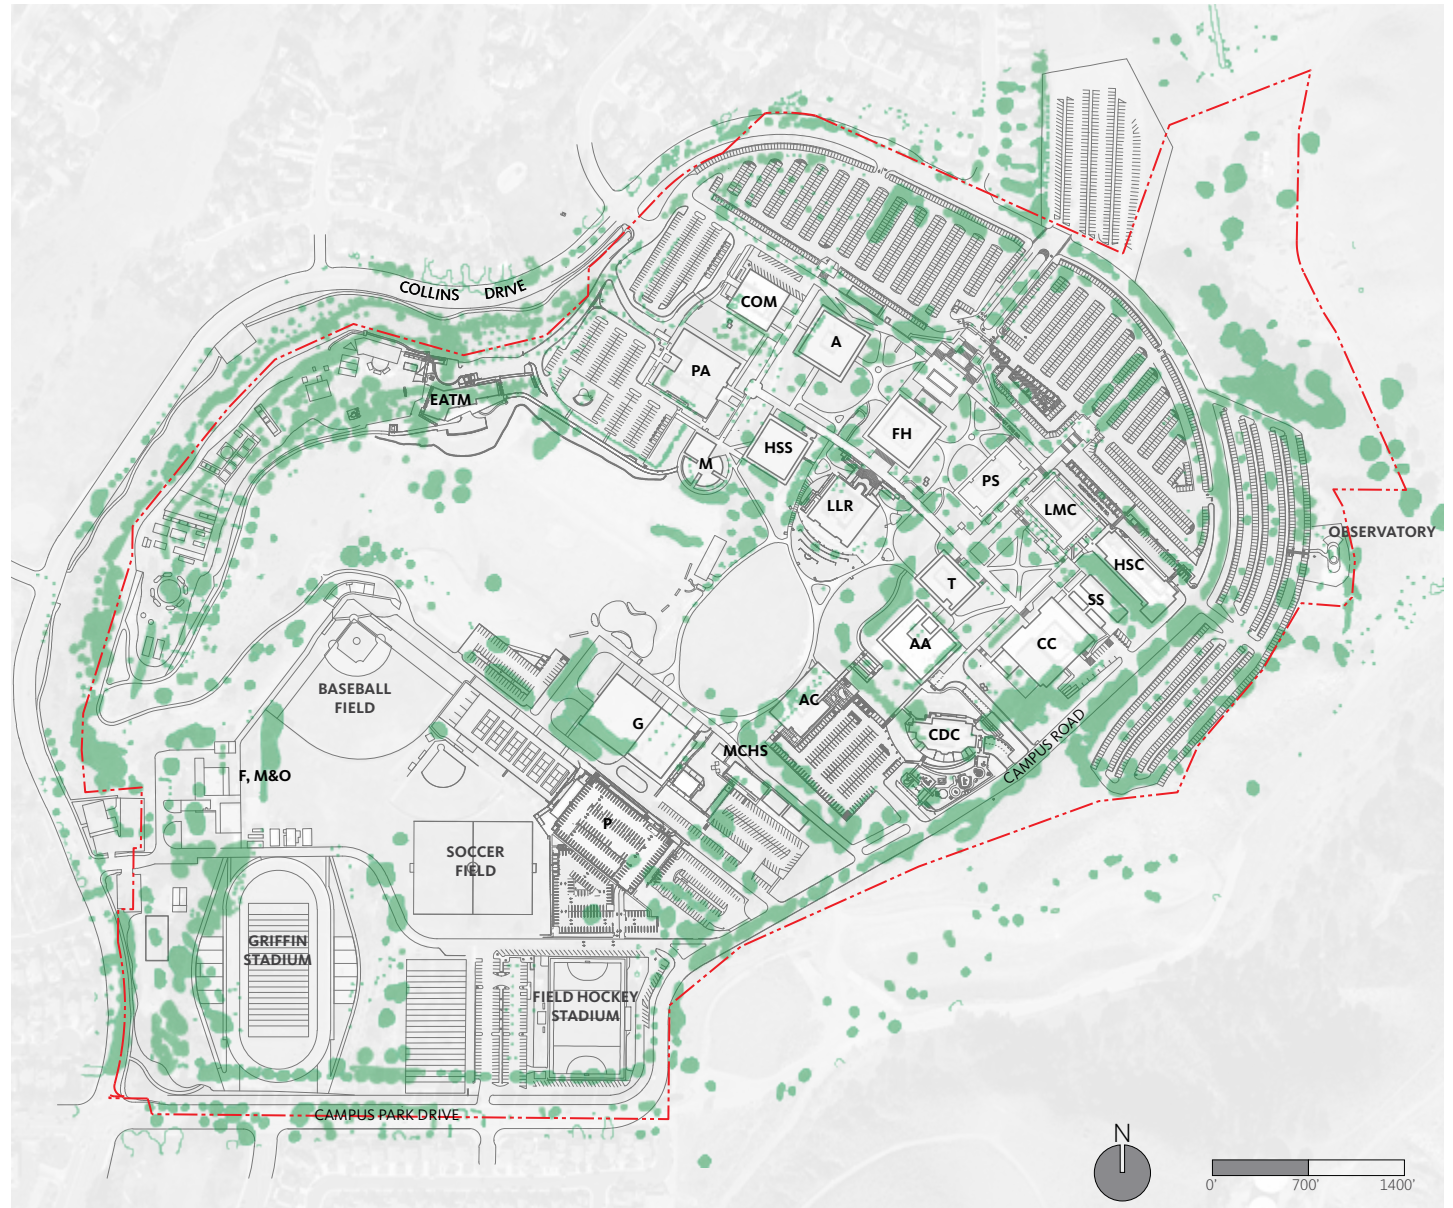 COLLINS DRIVE
COM
A
PA
EATM
FH
HSS
M
PS
LLR
LMC
OBSERVATORY
HSC
T
SS
AA
CC
BASEBALL
FIELD
AC
G
CDC
MCHS
CAMPUS ROAD
F, M&O
P
SOCCER
FIELD
GRIFFIN
STADIUM
FIELD HOCKEY
STADIUM
CAMPUS PARK DRIVE
N
0' 700' 1400'